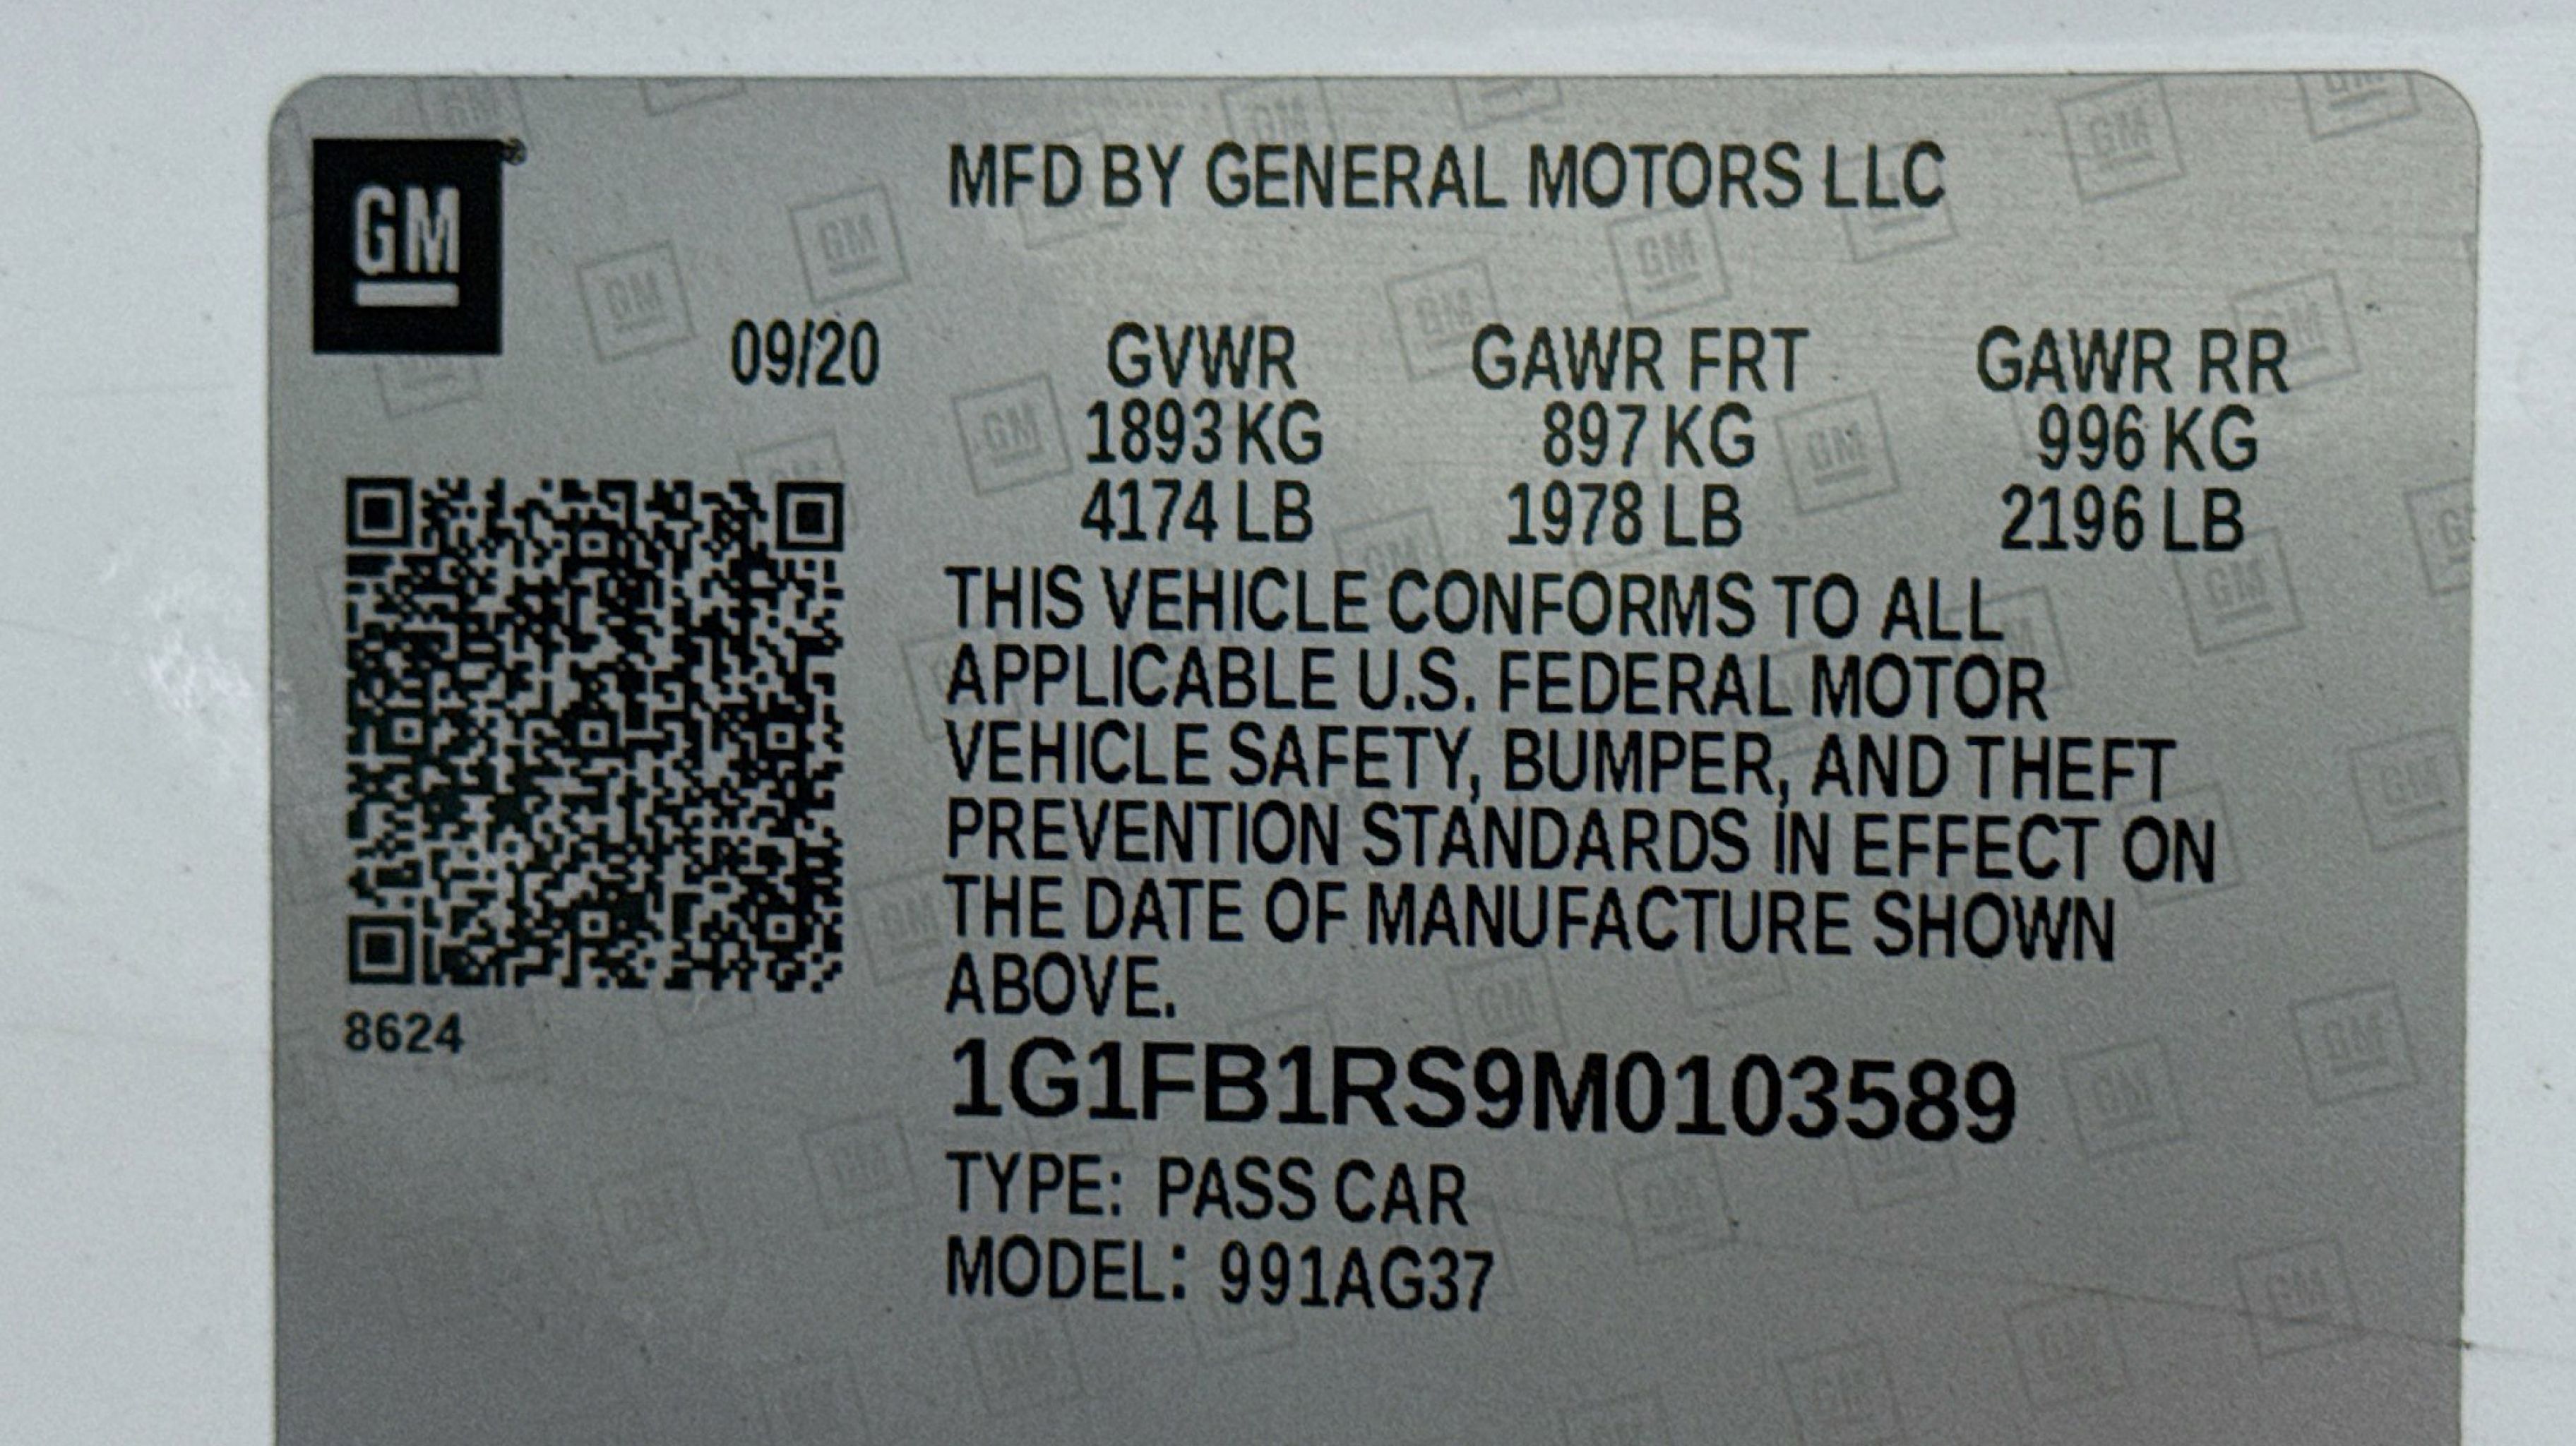 GM
MFD BY GENERAL MOTORS LLC
09/20 GVWR GAWR FRT GAWR RR
1893 KG 897 KG 996 KG
4174 LB 1978 LB 2196 LB
THIS VEHICLE CONFORMS TO ALL
APPLICABLE U.S. FEDERAL MOTOR
VEHICLE SAFETY, BUMPER, AND THEFT
PREVENTION STANDARDS IN EFFECT ON
THE DATE OF MANUFACTURE SHOWN
ABOVE.
8624
1G1FB1RS9M0103589
TYPE: PASS CAR
MODEL: 991AG37